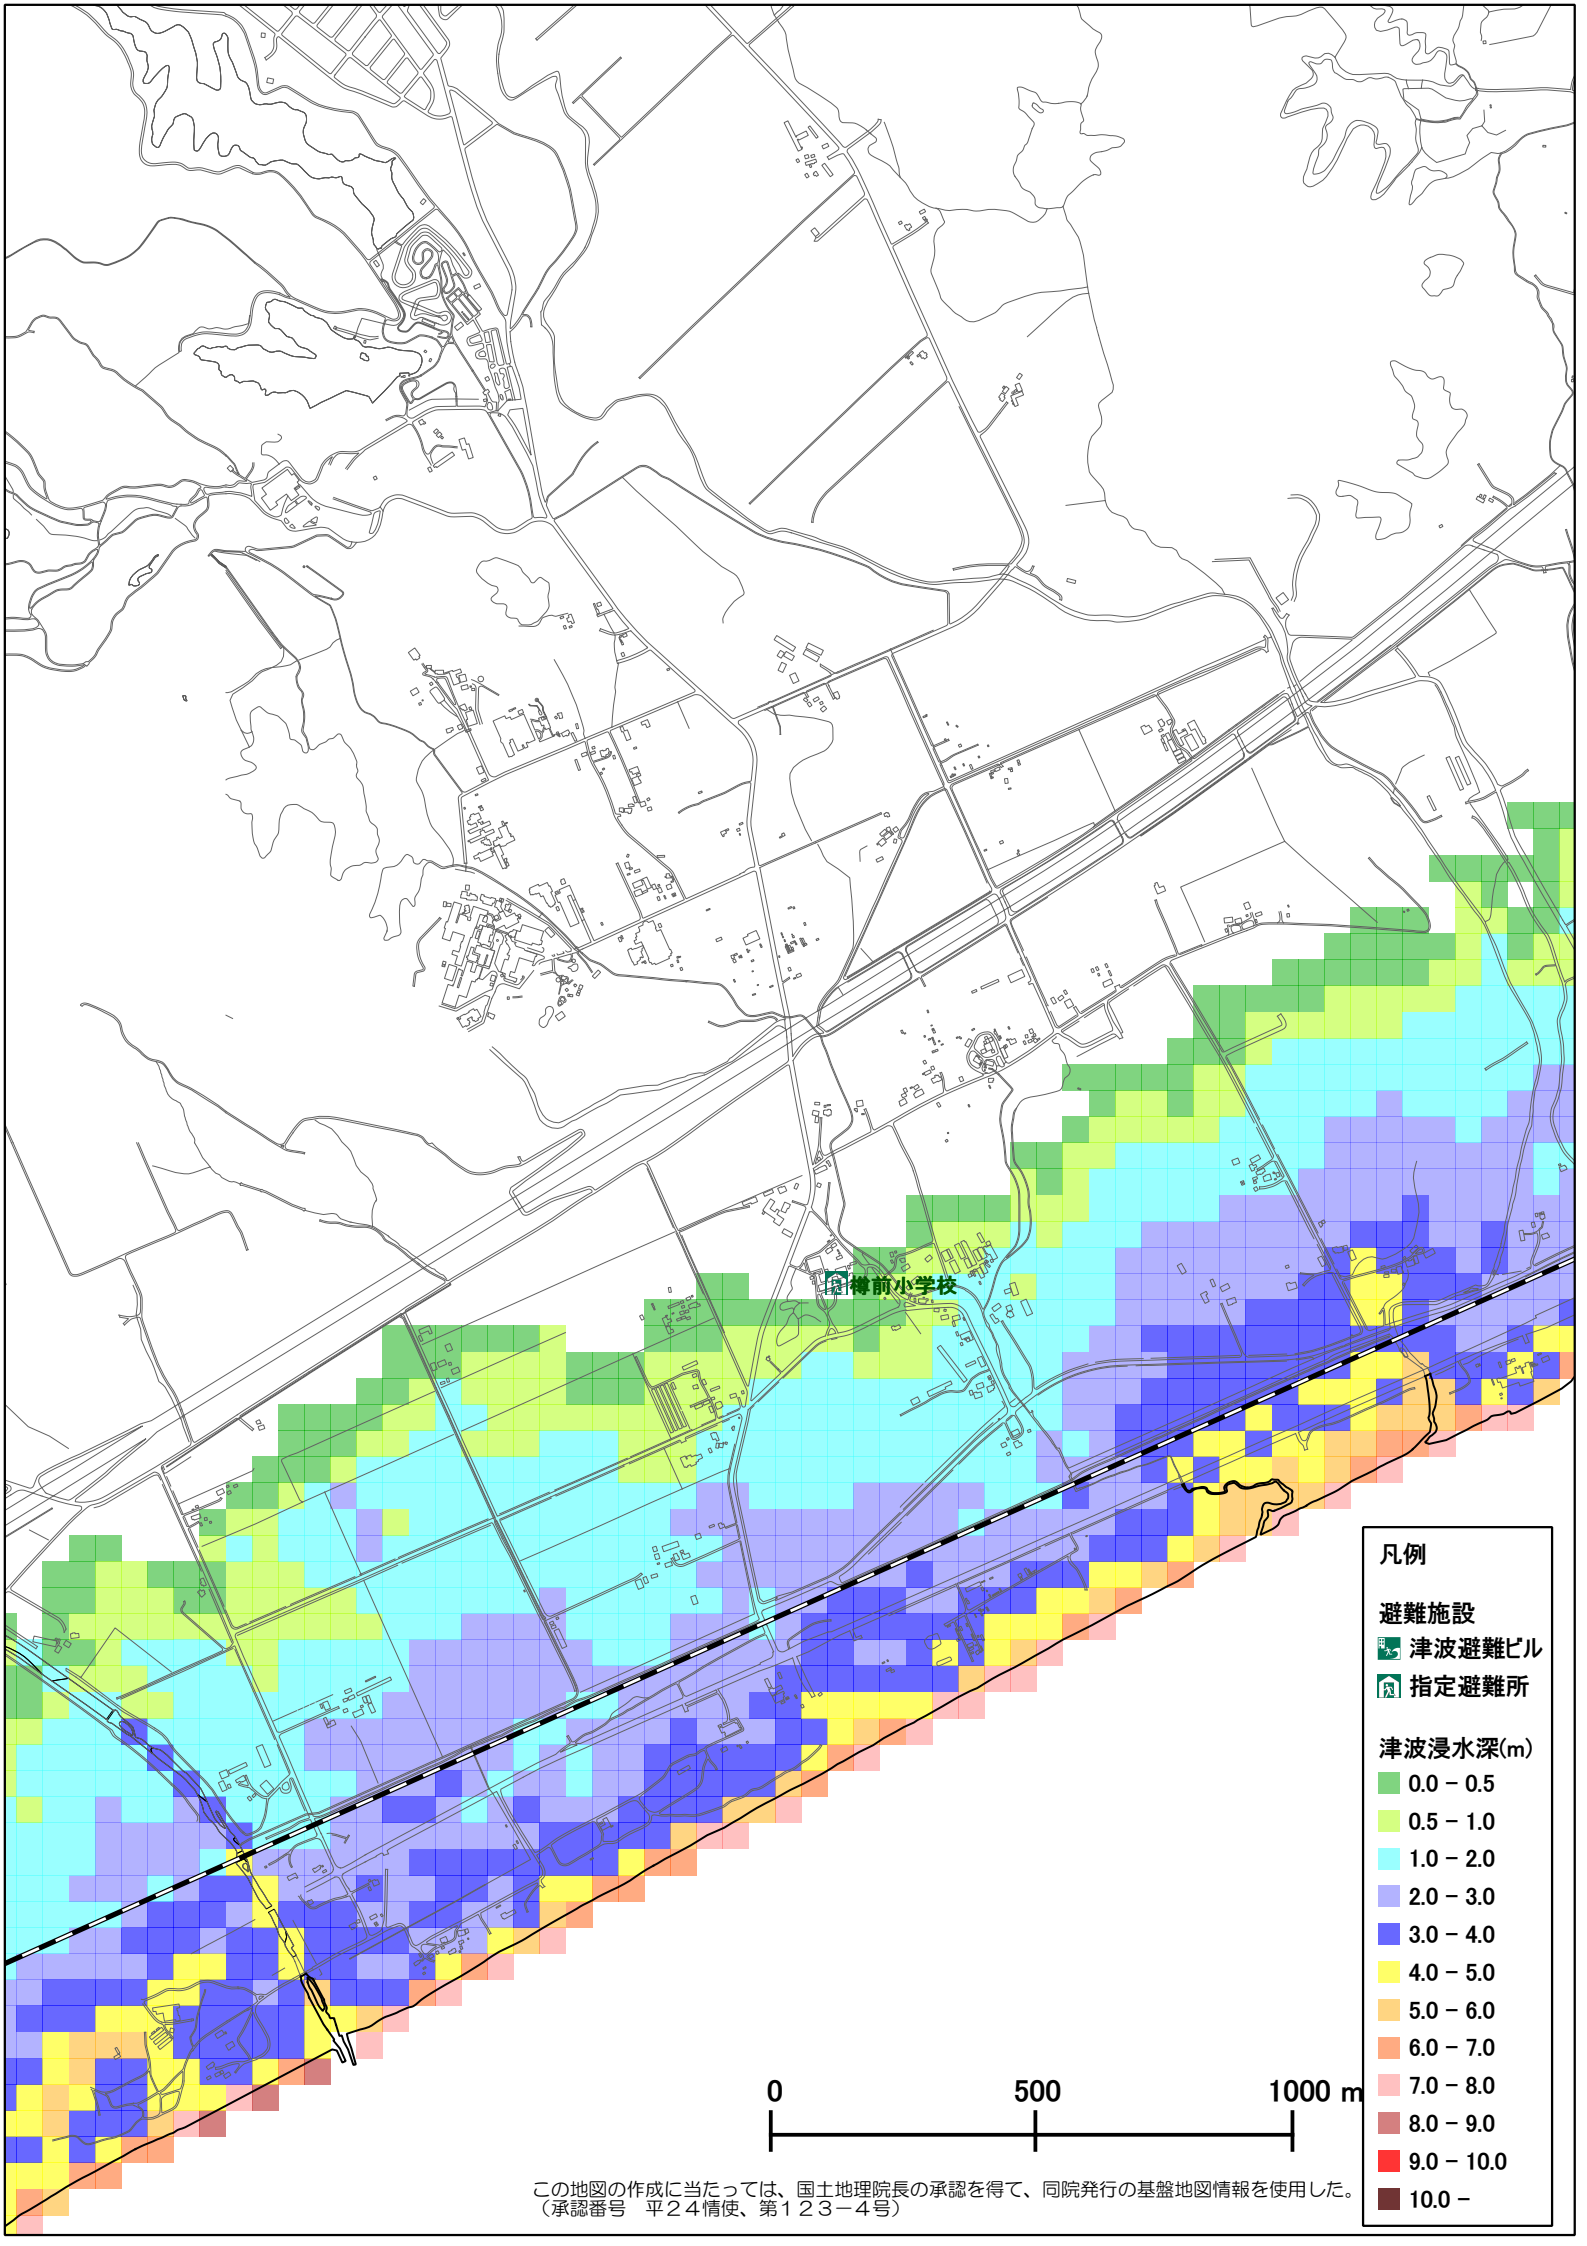 樽前小学校
凡例
避難施設
津波避難ビル
指定避難所
津波浸水深(m)
0.0 - 0.5
0.5 - 1.0
1.0 - 2.0
2.0 - 3.0
3.0 - 4.0
4.0 - 5.0
5.0 - 6.0
6.0 - 7.0
7.0 - 8.0
8.0 - 9.0
9.0 - 10.0
10.0 -
0 500 1000 m
この地図の作成に当たっては、国土地理院長の承認を得て、同院発行の基盤地図情報を使用した。
（承認番号　平２４情使、第１２３－４号）